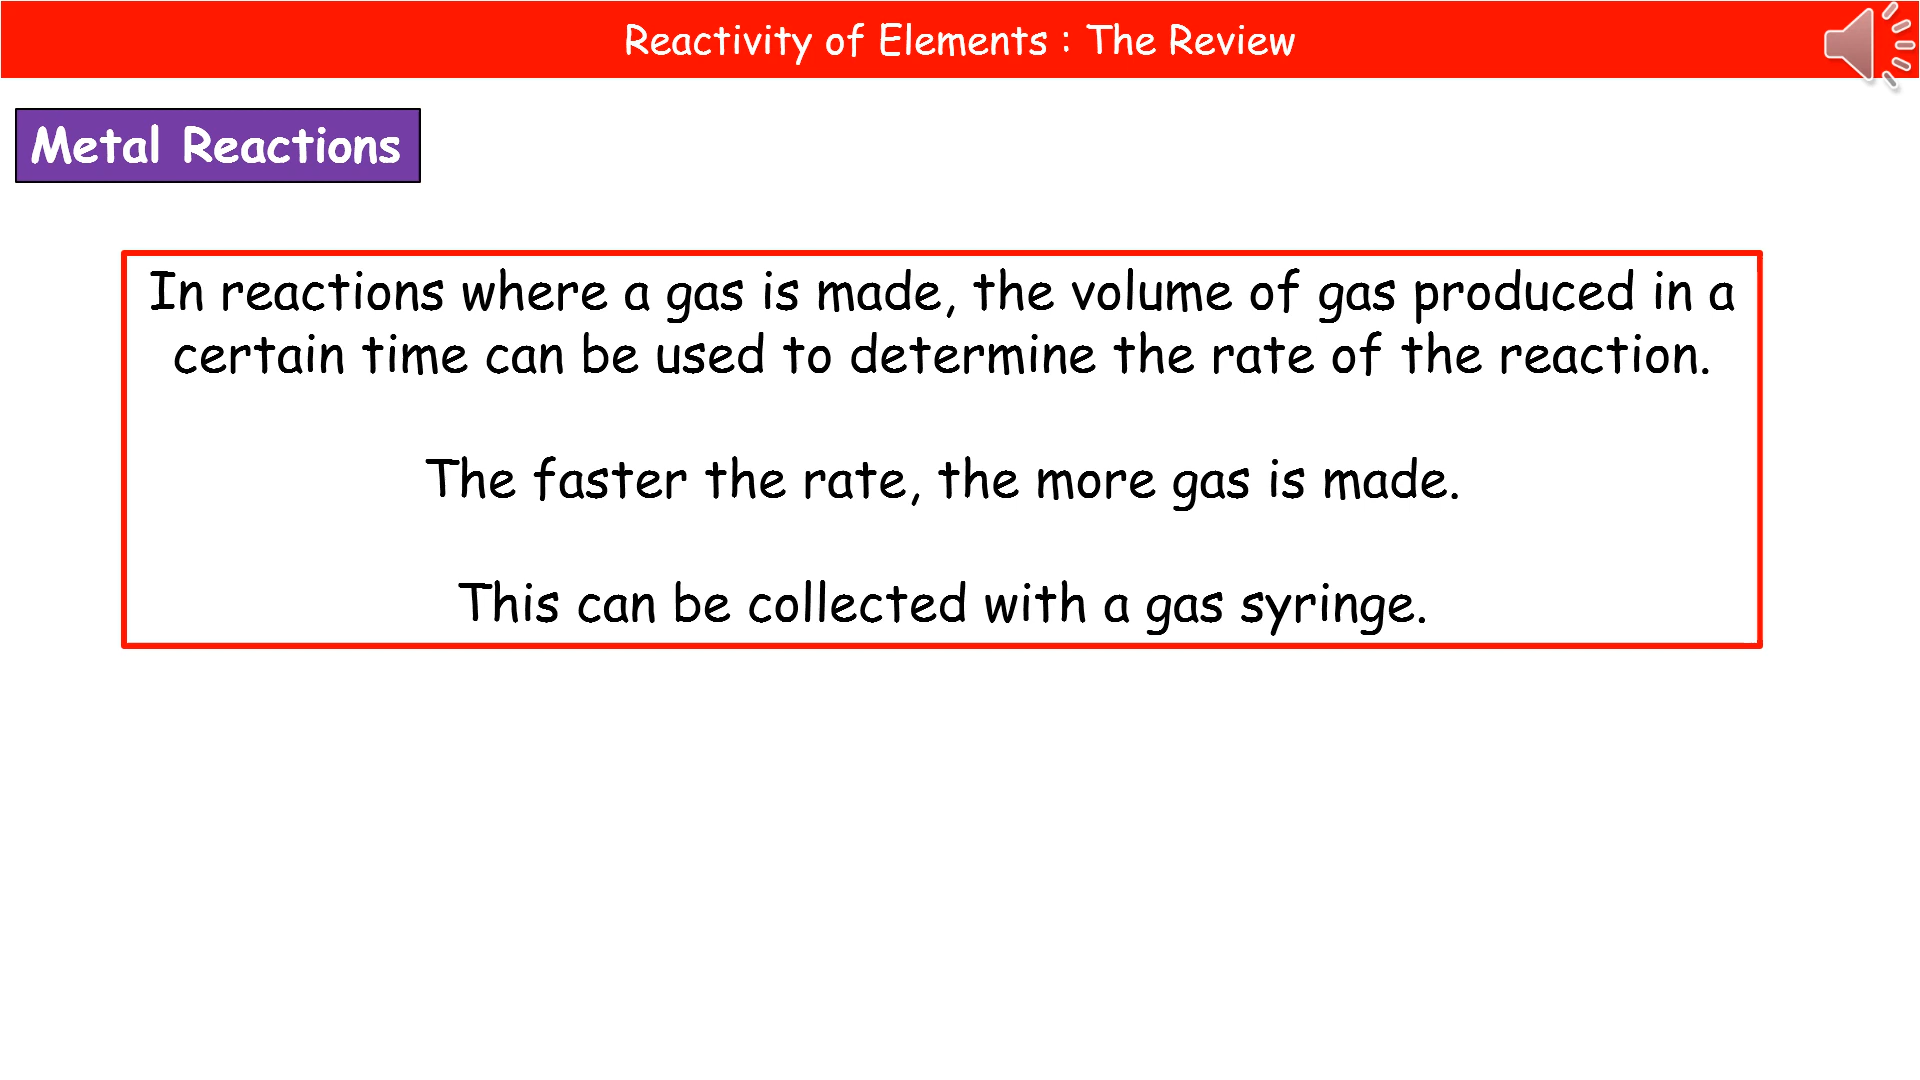 Reactivity of Elements : The Review
Metal Reactions
In reactions where a gas is made, the volume of gas produced in a
certain time can be used to determine the rate of the reaction.
The faster the rate, the more gas is made.
This can be collected with a gas syringe.